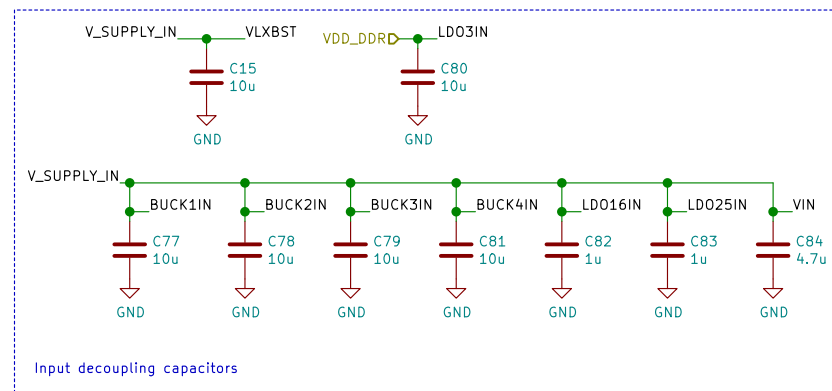 V_SUPPLY_IN VLXBST VDD_DDR LDO3IN
C15 C80
10u 10u
GND GND
V_SUPPLY_IN
BUCK1IN BUCK2IN BUCK3IN BUCK4IN LDO16IN LDO25IN VIN
C77 C78 C79 C81 C82 C83 C84
10u 10u 10u 10u 1u 1u 4.7u
GND GND GND GND GND GND GND
Input decoupling capacitors